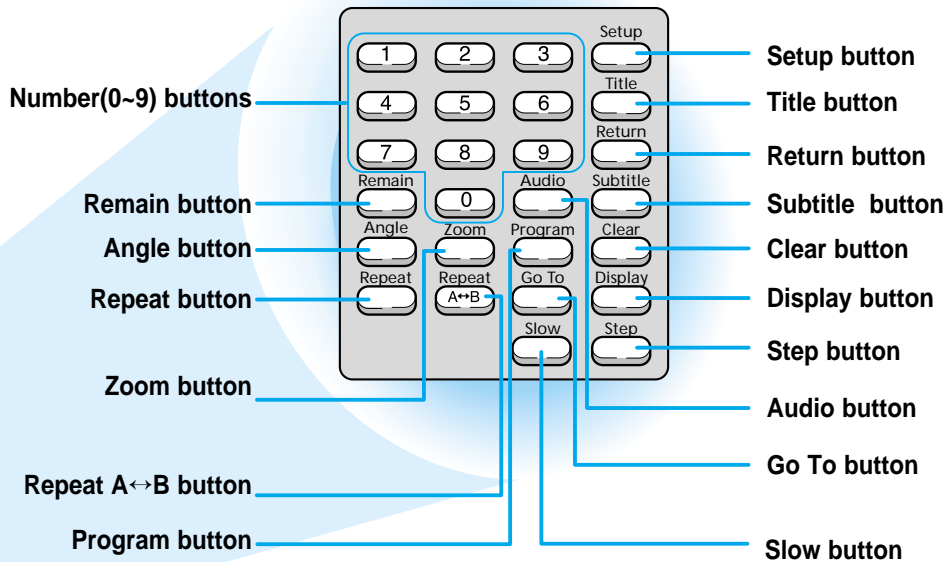 Setup
1 2 3
Setup button
Title
Title button
Number(0~9) buttons
4 5 6
Return
7 8 9
Return button
Remain
Audio
Subtitle
Remain button
0
Subtitle button
Angle
Zoom
Program
Clear
Angle button
Clear button
Repeat
Repeat
Go To
Display
Repeat button
A↔B
Display button
Slow
Step
Step button
Zoom button
Audio button
Go To button
Repeat A↔B button
Program button
Slow button